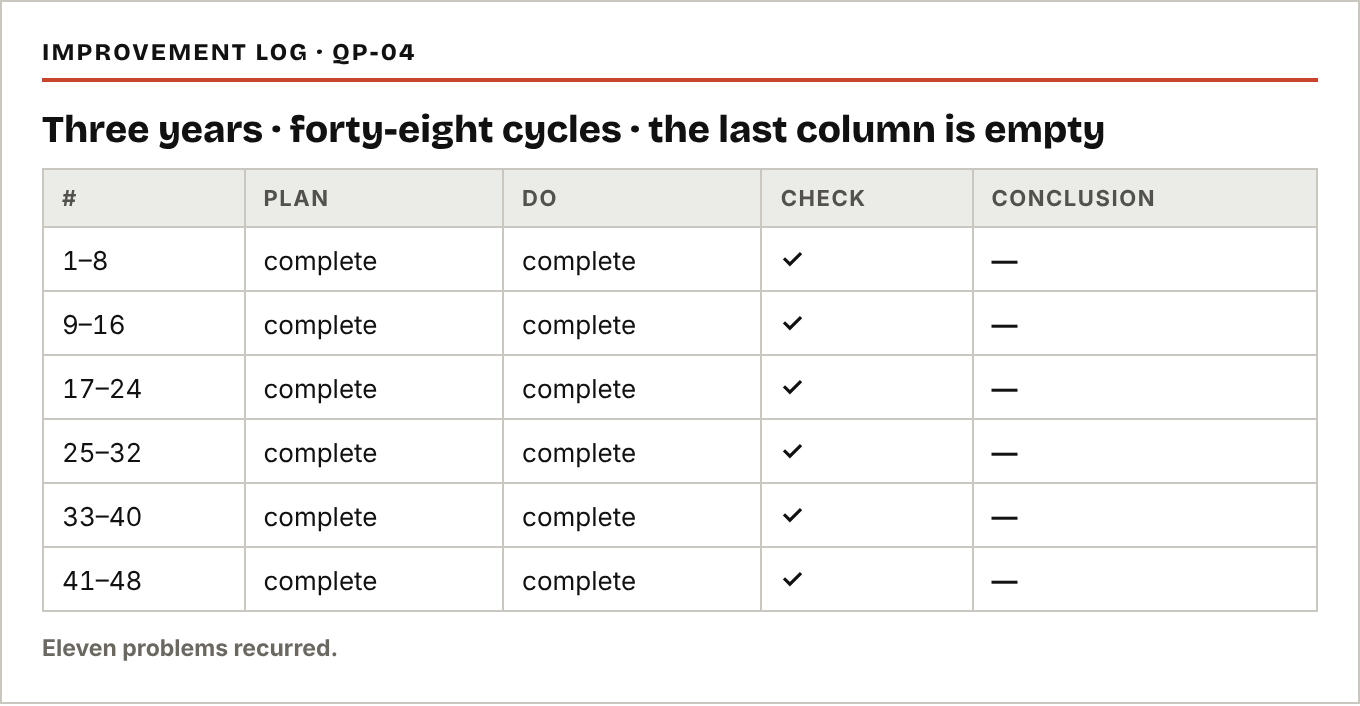 IMPROVEMENT LOG · QP-04
Three years · forty-eight cycles · the last column is empty
# PLAN DO CHECK CONCLUSION
1–8 complete complete ✓ —
9–16 complete complete ✓ —
17–24 complete complete ✓ —
25–32 complete complete ✓ —
33–40 complete complete ✓ —
41–48 complete complete ✓ —
Eleven problems recurred.